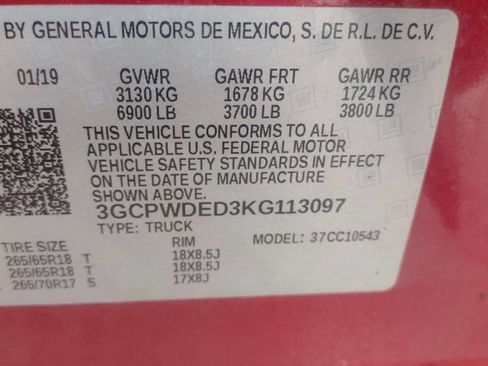 BY GENERAL MOTORS DE MEXICO, S. DE R.L. DE C.V.
01/19 GVWR GAWR FRT GAWR RR
3130 KG 1678 KG 1724 KG
6900 LB 3700 LB 3800 LB
THIS VEHICLE CONFORMS TO ALL
APPLICABLE U.S. FEDERAL MOTOR
VEHICLE SAFETY STANDARDS IN EFFECT
ON THE DATE OF MANUFACTURE
SHOWN ABOVE.
3GCPWDED3KG113097
TYPE: TRUCK MODEL: 37CC10543
TIRE SIZE RIM
265/65R18 T 18X8.5J
265/65R18 T 18X8.5J
265/70R17 S 17X8J